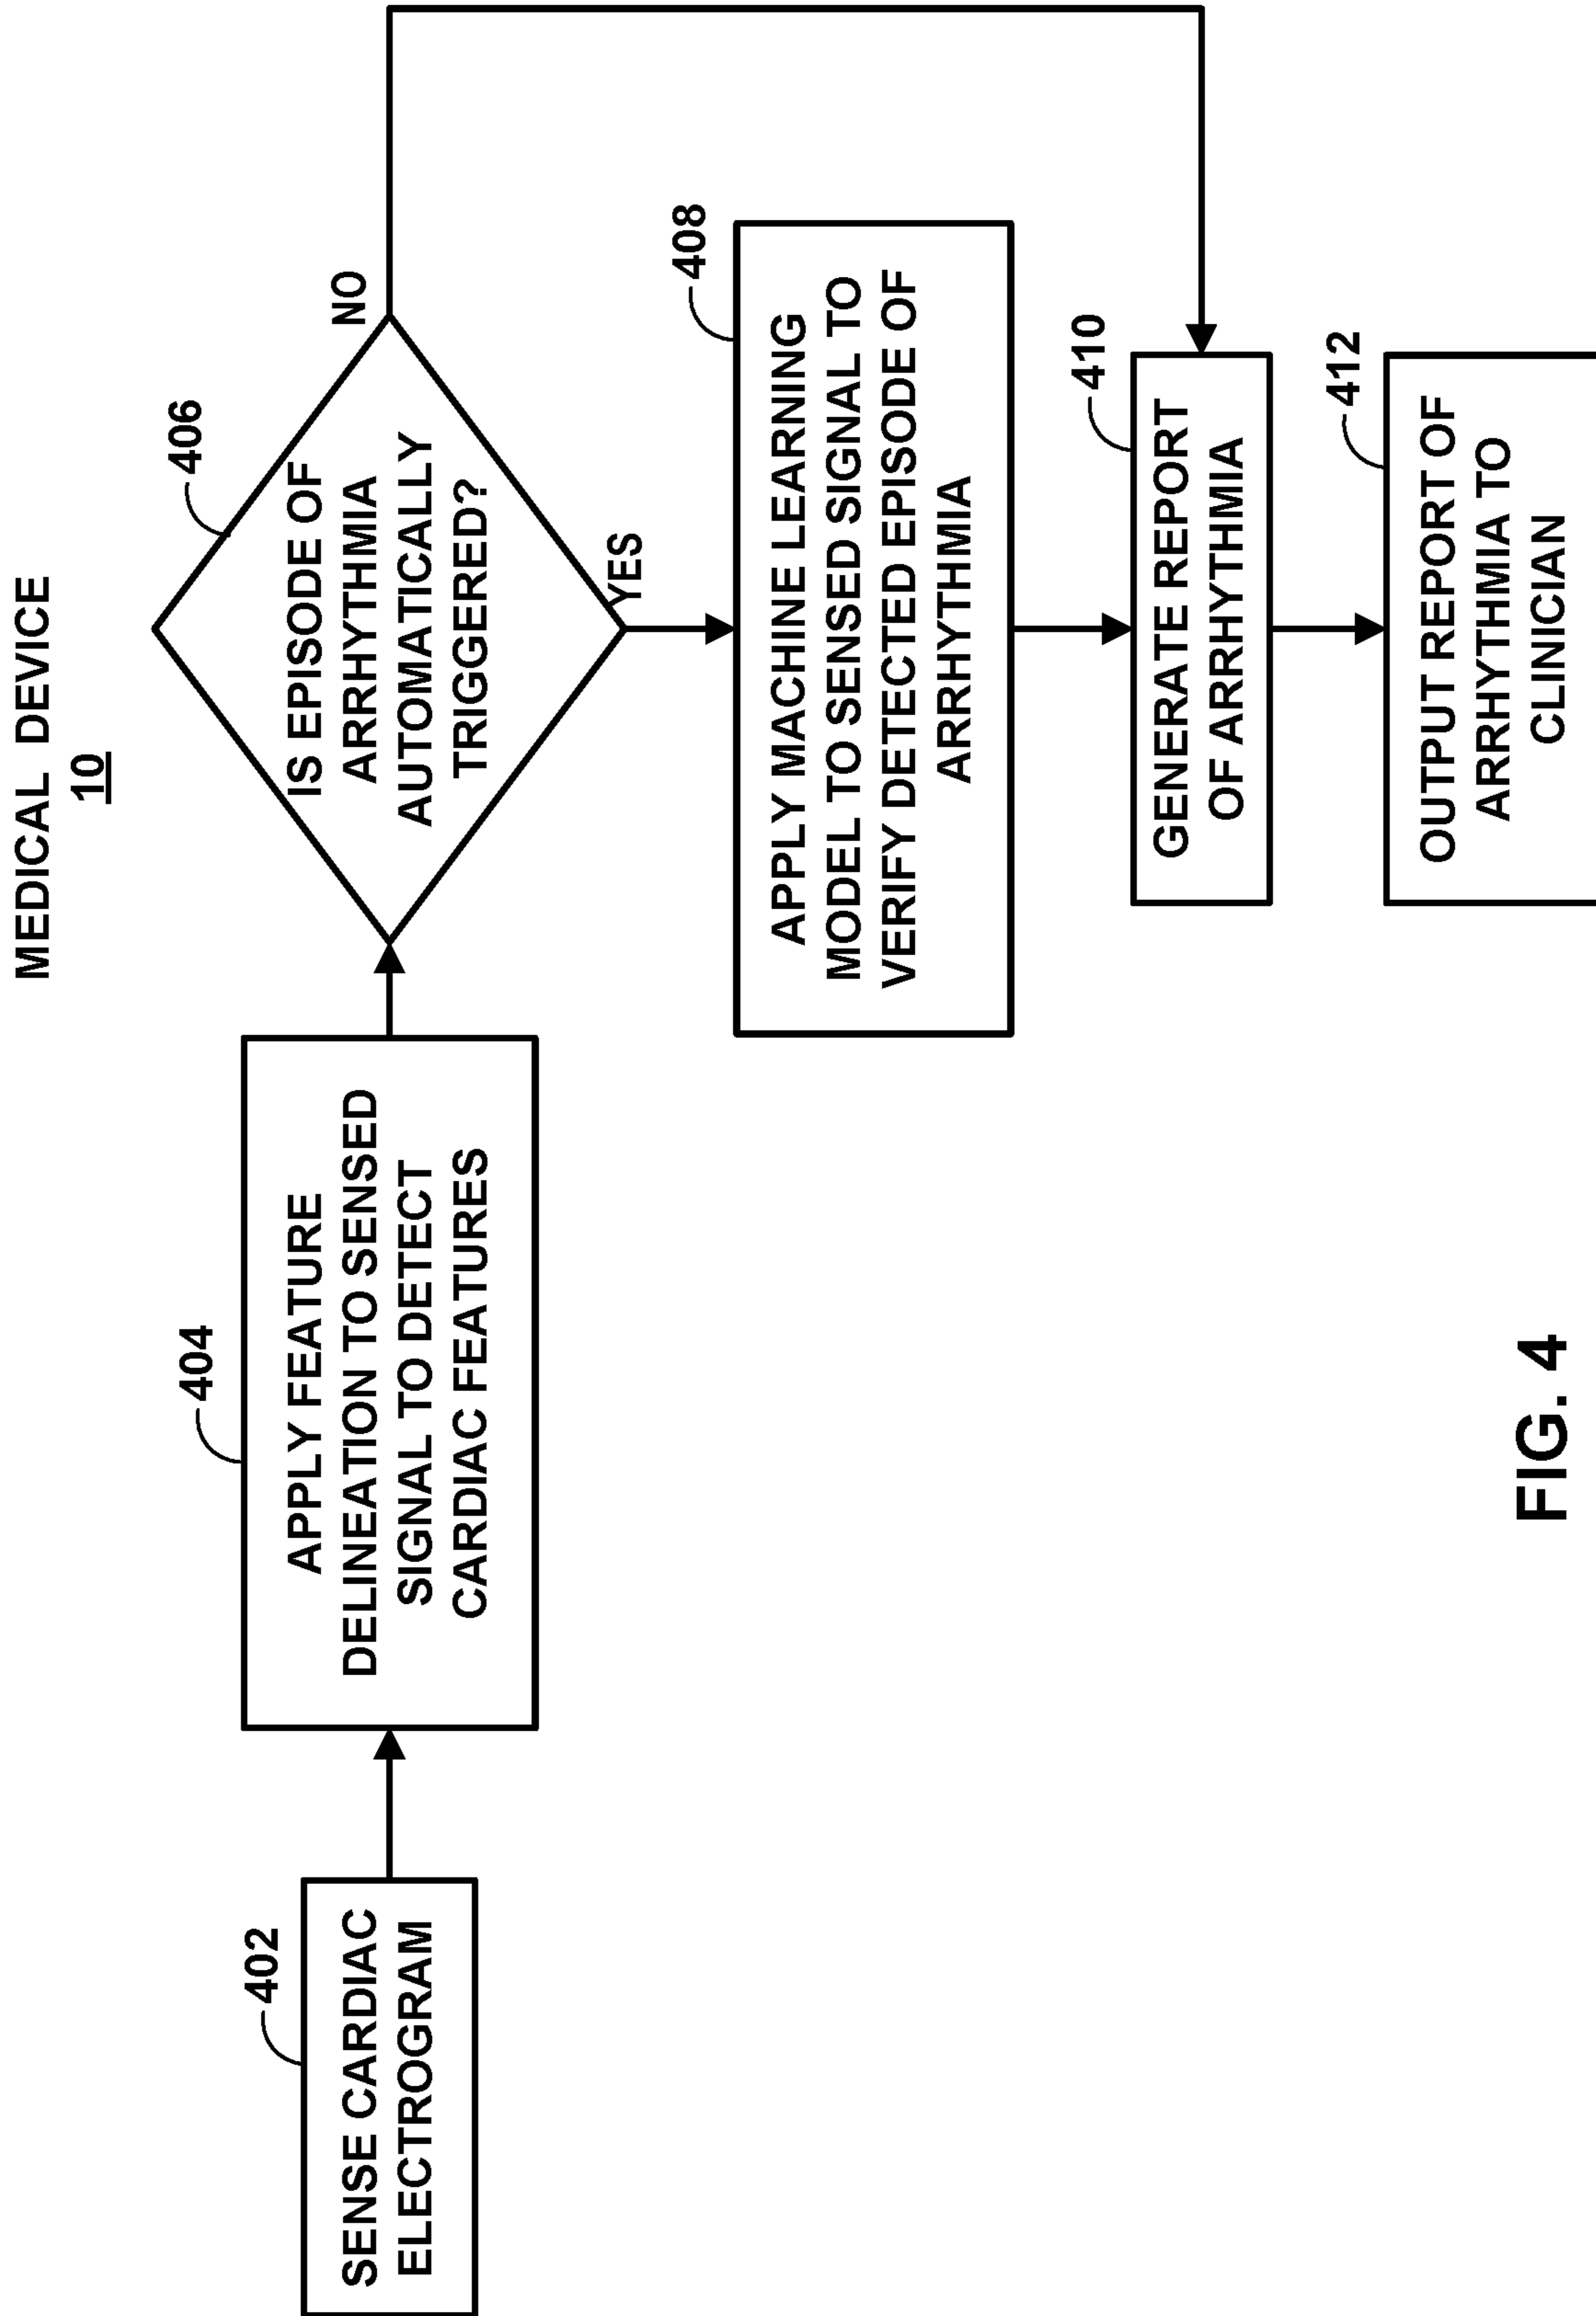 MEDICAL DEVICE
10
402
SENSE CARDIAC
ELECTROGRAM
404
APPLY FEATURE
DELINEATION TO SENSED
SIGNAL TO DETECT
CARDIAC FEATURES
406
IS EPISODE OF
ARRHYTHMIA
AUTOMATICALLY
TRIGGERED?
NO
YES
408
APPLY MACHINE LEARNING
MODEL TO SENSED SIGNAL TO
VERIFY DETECTED EPISODE OF
ARRHYTHMIA
410
GENERATE REPORT
OF ARRHYTHMIA
412
OUTPUT REPORT OF
ARRHYTHMIA TO
CLINICIAN
FIG. 4